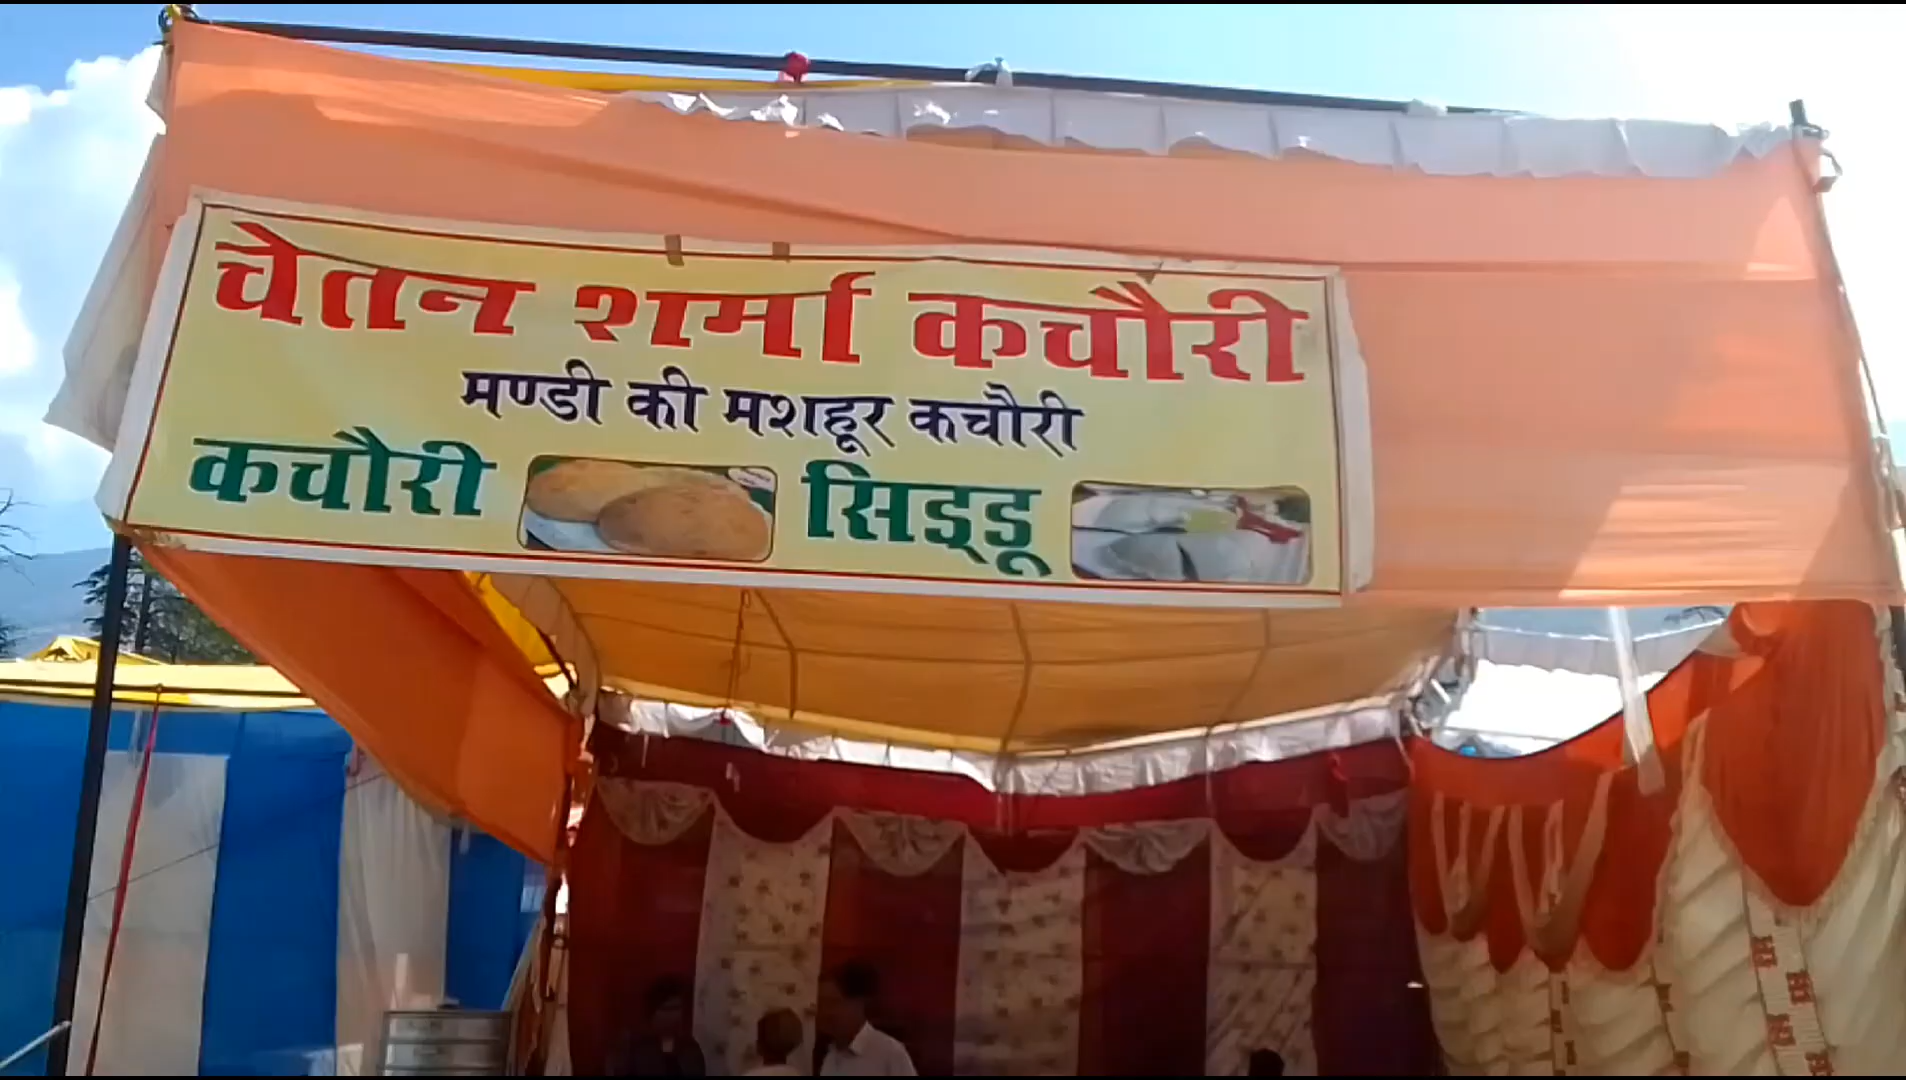 चेतन शर्मा कचौरी
मण्डी की मशहूर कचौरी
कचौरी सिड्डू